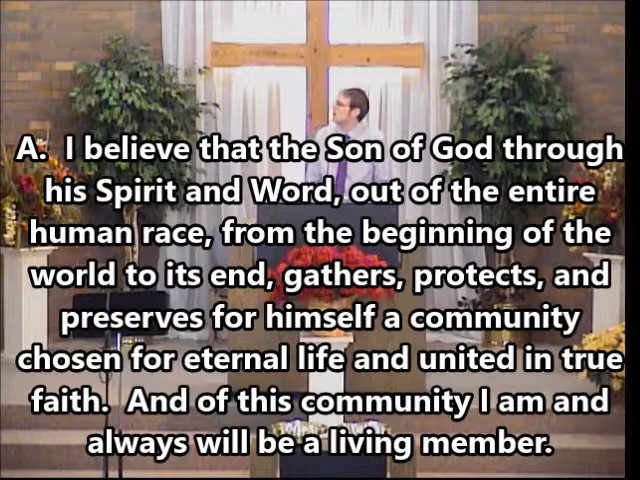 A.  I believe that the Son of God through
his Spirit and Word, out of the entire
human race, from the beginning of the
world to its end, gathers, protects, and
preserves for himself a community
chosen for eternal life and united in true
faith.  And of this community I am and
always will be a living member.